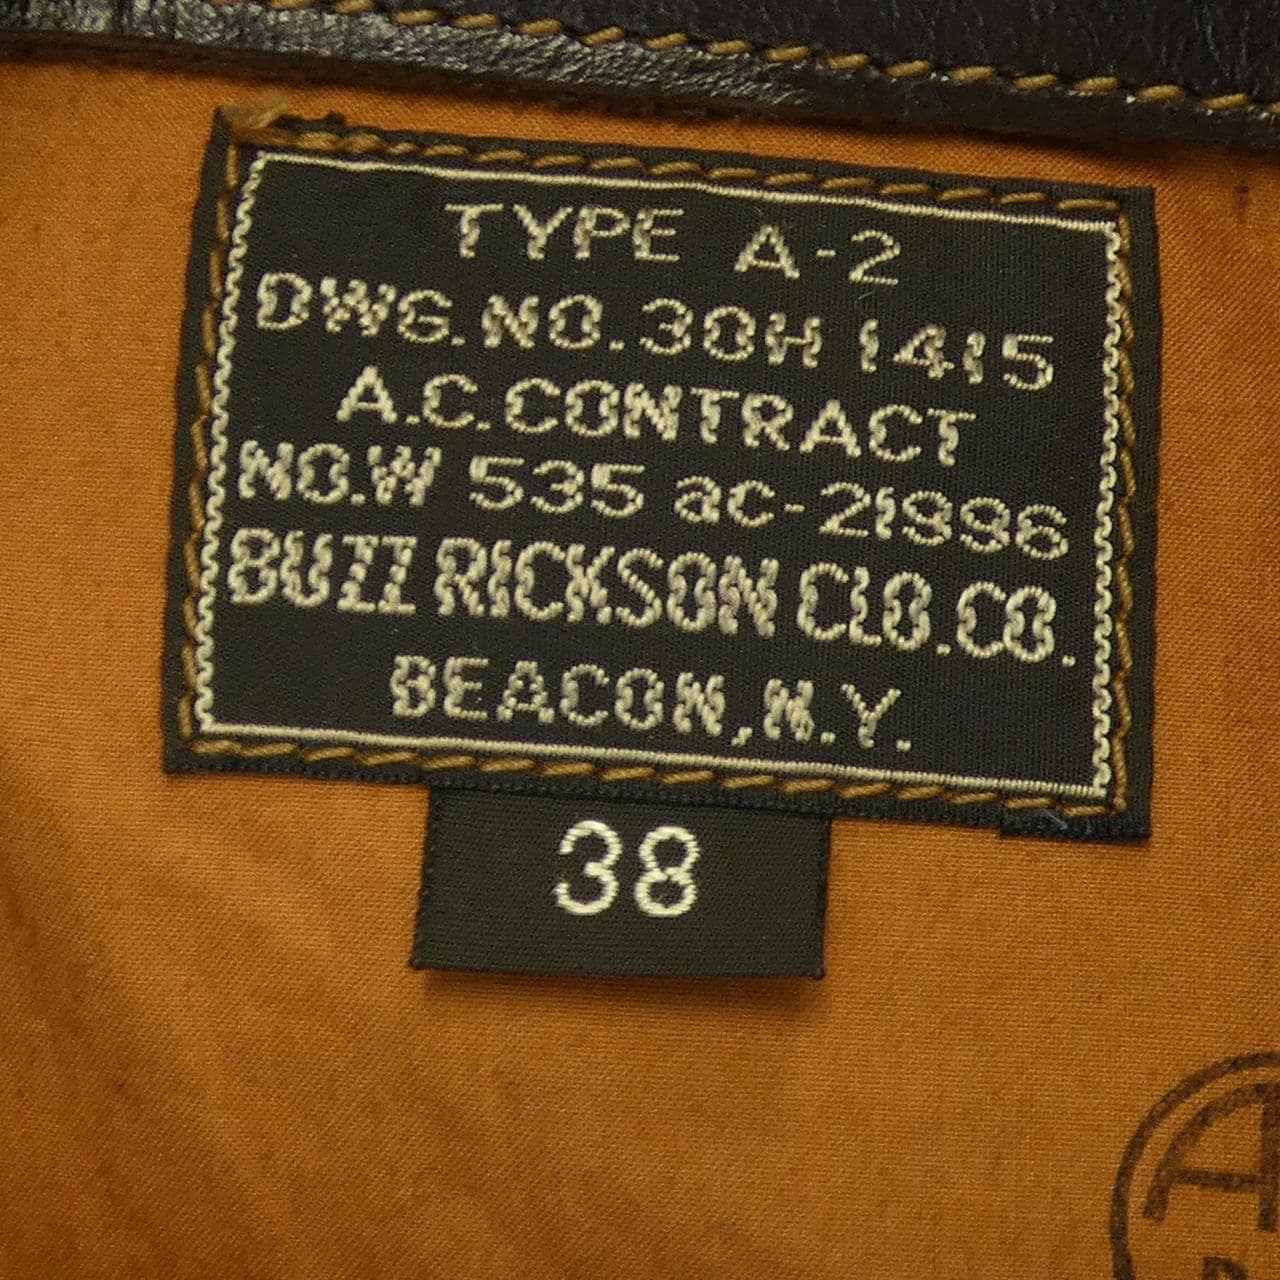 TYPE A-2
DWG.NO.30H 1415
A.C.CONTRACT
NO.W 535 ac-21996
BUZZ RICKSON CLO.CO.
BEACON,N.Y.
38
A